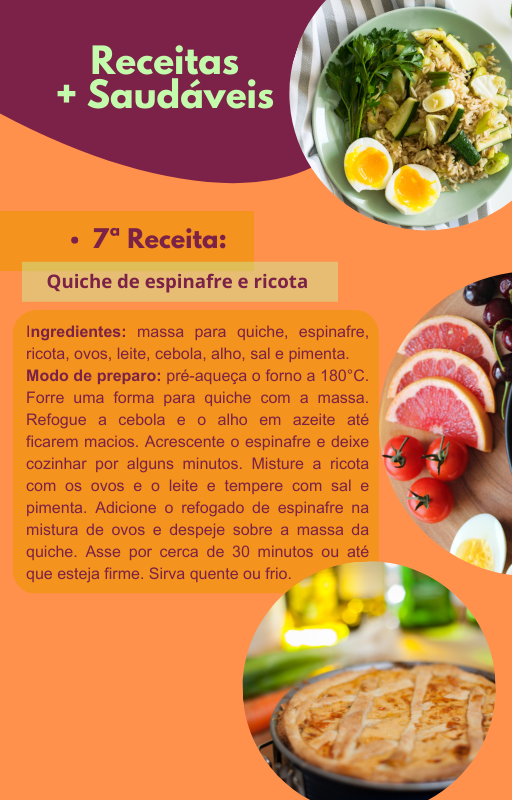 Receitas
+ Saudáveis
• 7ª Receita:
Quiche de espinafre e ricota
Ingredientes: massa para quiche, espinafre,
ricota, ovos, leite, cebola, alho, sal e pimenta.
Modo de preparo: pré-aqueça o forno a 180°C.
Forre uma forma para quiche com a massa.
Refogue a cebola e o alho em azeite até
ficarem macios. Acrescente o espinafre e deixe
cozinhar por alguns minutos. Misture a ricota
com os ovos e o leite e tempere com sal e
pimenta. Adicione o refogado de espinafre na
mistura de ovos e despeje sobre a massa da
quiche. Asse por cerca de 30 minutos ou até
que esteja firme. Sirva quente ou frio.